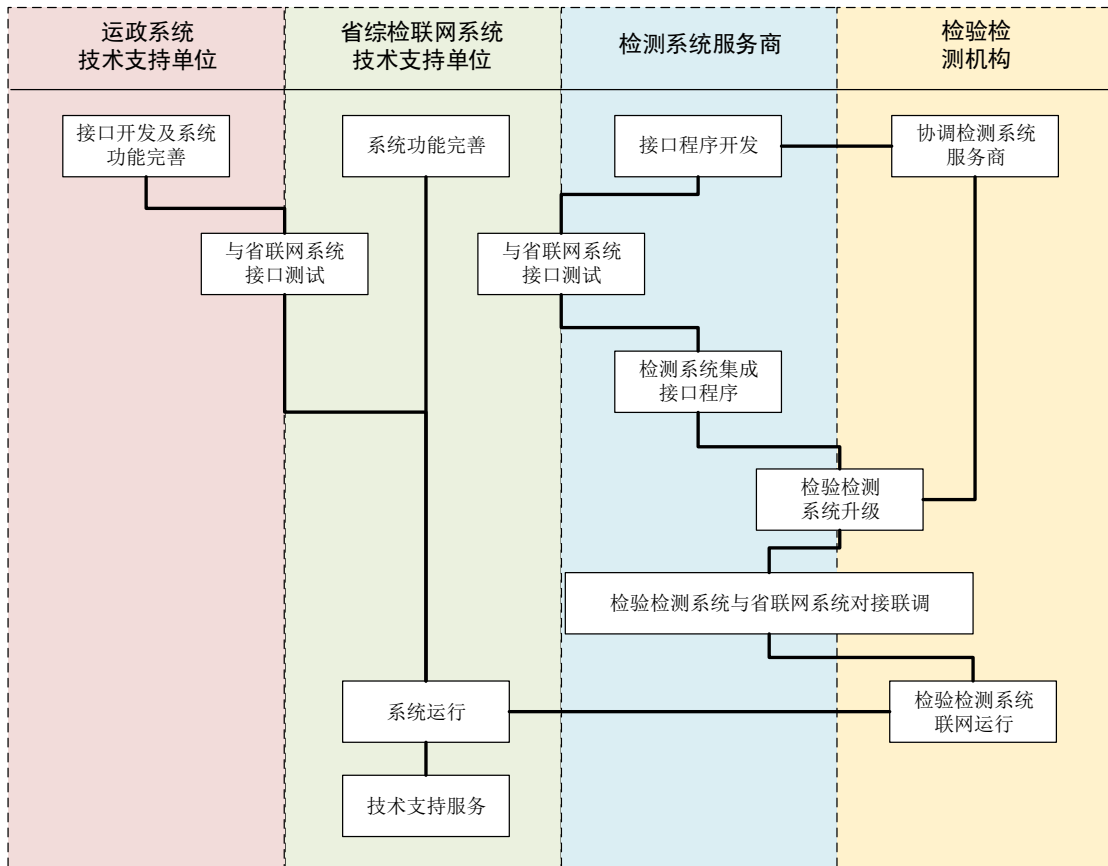 运政系统
技术支持单位
省综检联网系统
技术支持单位
检测系统服务商
检验检
测机构
接口开发及系统
功能完善
系统功能完善
接口程序开发
协调检测系统
服务商
与省联网系统
接口测试
与省联网系统
接口测试
检测系统集成
接口程序
检验检测
系统升级
检验检测系统与省联网系统对接联调
系统运行
检验检测系统
联网运行
技术支持服务